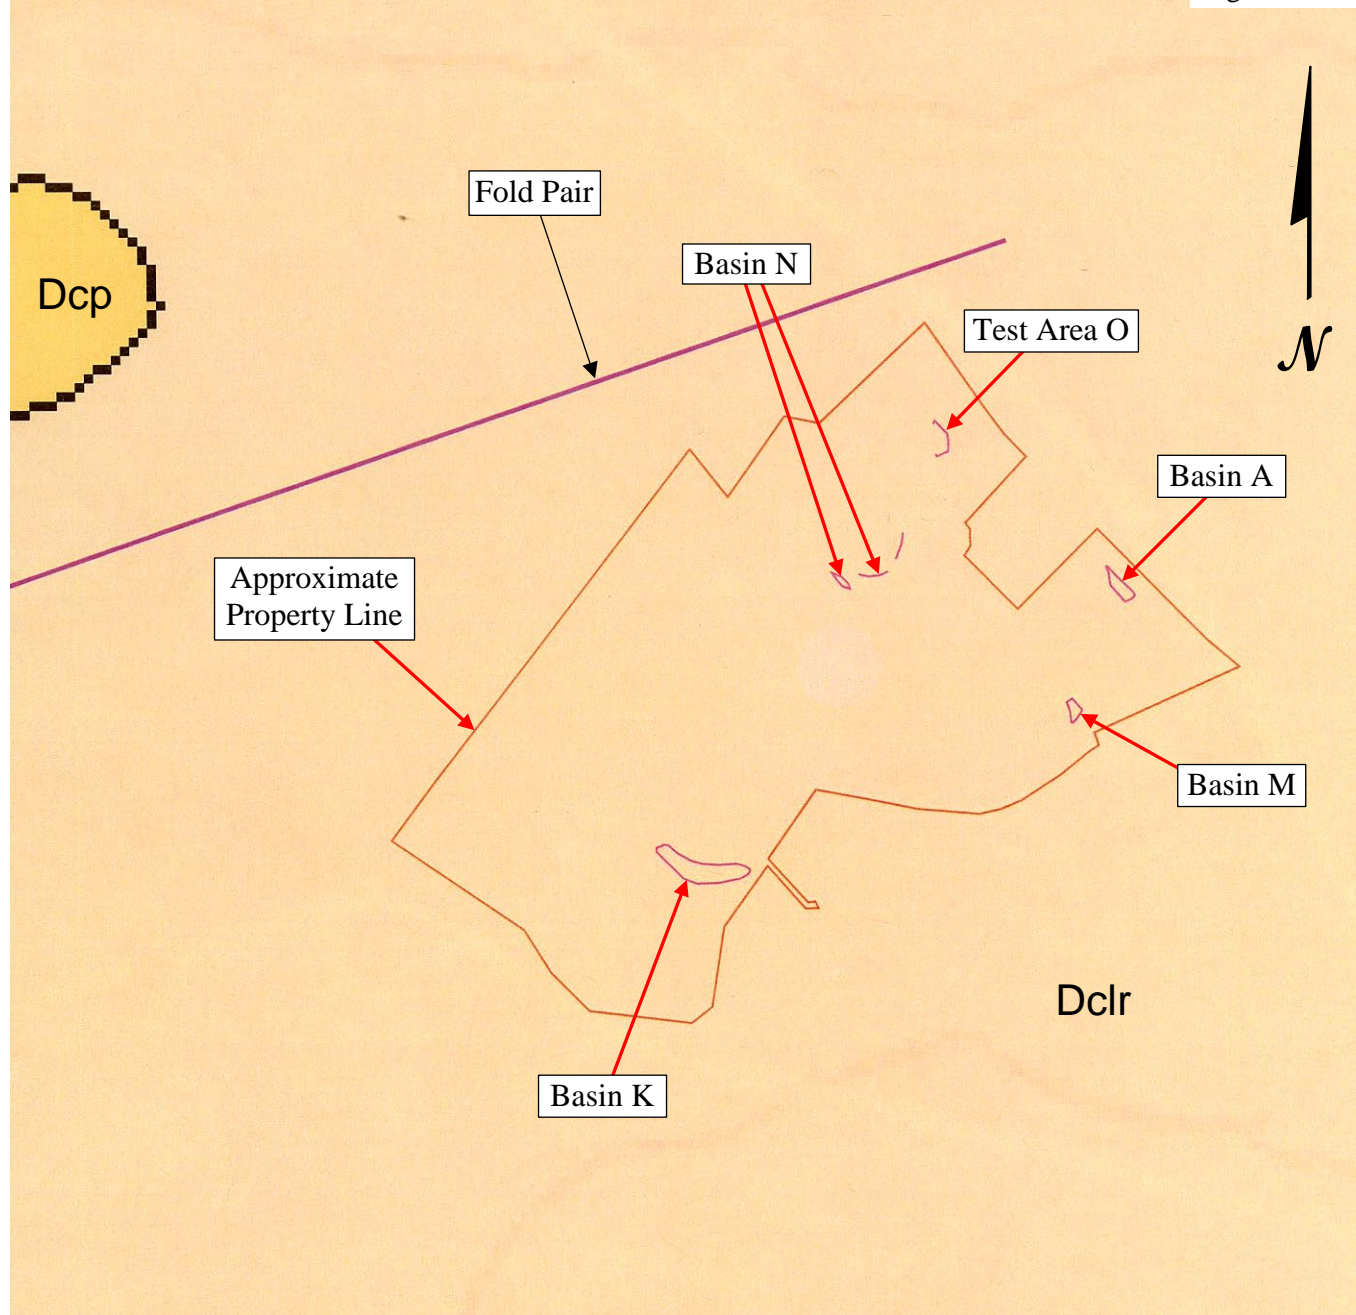 Fold Pair
Basin N
Dcp
Test Area O
N
Basin A
Approximate
Property Line
Basin M
Dclr
Basin K